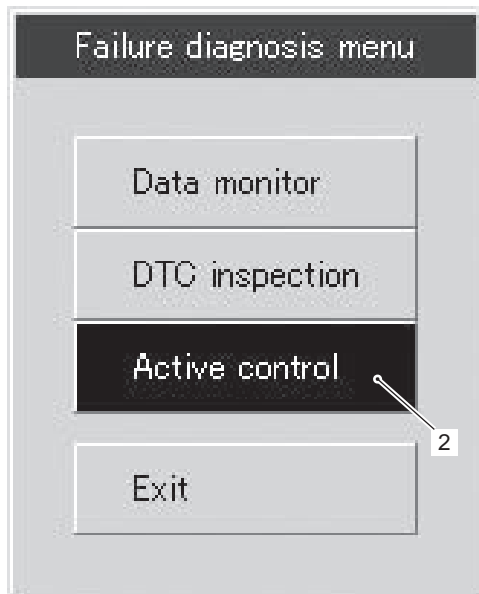 Failure diagnosis menu
Data monitor
DTC inspection
Active control
2
Exit